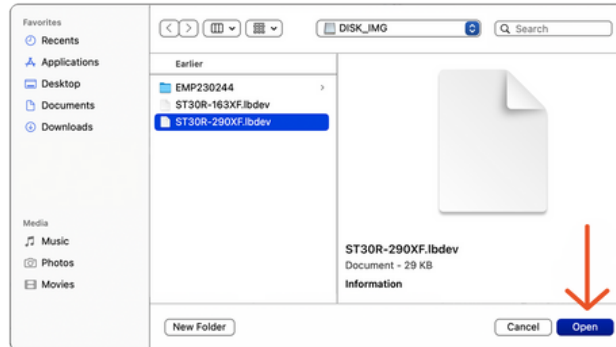 Favorites
Recents
Applications
Desktop
Documents
Downloads
Media
Music
Photos
Movies
DISK_IMG
Search
Earlier
EMP230244
ST30R-163XF.lbdev
ST30R-290XF.lbdev
ST30R-290XF.lbdev
Document - 29 KB
Information
New Folder
Cancel
Open